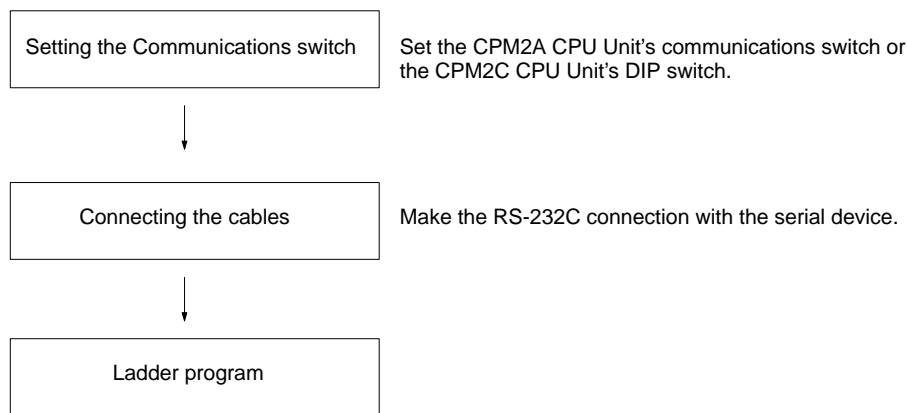 Setting the Communications switch
Set the CPM2A CPU Unit's communications switch or
the CPM2C CPU Unit's DIP switch.
Connecting the cables
Make the RS-232C connection with the serial device.
Ladder program